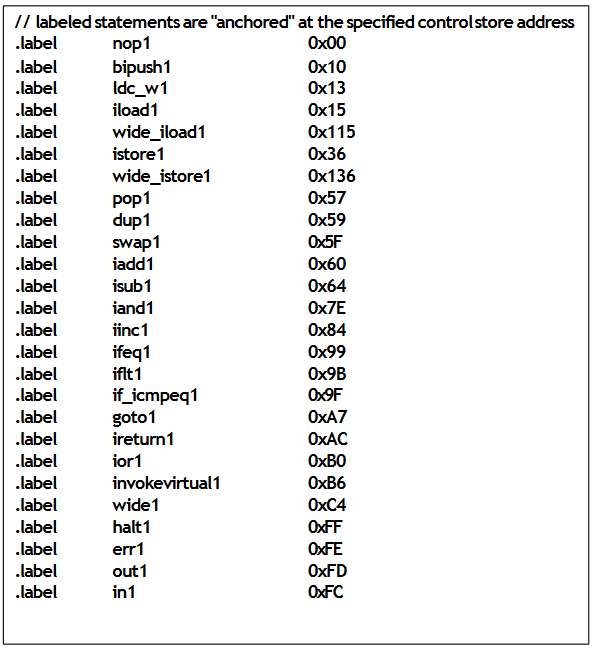 // labeled statements are "anchored" at the specified control store address
.label nop1 0x00
.label bipush1 0x10
.label ldc_w1 0x13
.label iload1 0x15
.label wide_iload1 0x115
.label istore1 0x36
.label wide_istore1 0x136
.label pop1 0x57
.label dup1 0x59
.label swap1 0x5F
.label iadd1 0x60
.label isub1 0x64
.label iand1 0x7E
.label iinc1 0x84
.label ifeq1 0x99
.label iflt1 0x9B
.label if_icmpeq1 0x9F
.label goto1 0xA7
.label ireturn1 0xAC
.label ior1 0xB0
.label invokevirtual1 0xB6
.label wide1 0xC4
.label halt1 0xFF
.label err1 0xFE
.label out1 0xFD
.label in1 0xFC